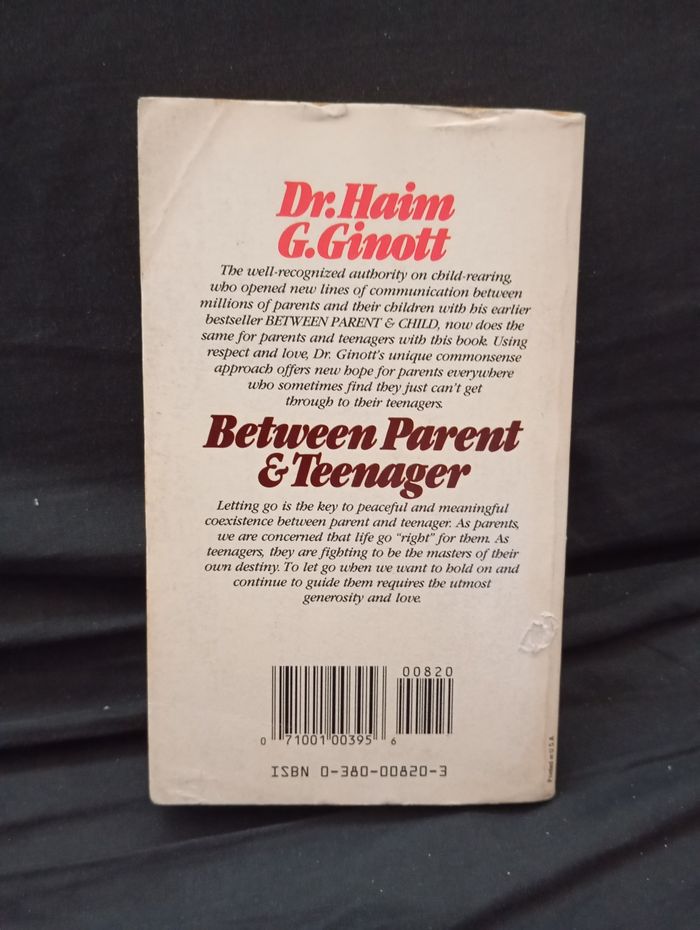 Dr. Haim
G. Ginott
The well-recognized authority on child-rearing,
who opened new lines of communication between
millions of parents and their children with his earlier
bestseller BETWEEN PARENT & CHILD, now does the
same for parents and teenagers with this book. Using
respect and love, Dr. Ginott's unique commonsense
approach offers new hope for parents everywhere
who sometimes find they just can't get
through to their teenagers.
Between Parent
& Teenager
Letting go is the key to peaceful and meaningful
coexistence between parent and teenager. As parents,
we are concerned that life go "right" for them. As
teenagers, they are fighting to be the masters of their
own destiny. To let go when we want to hold on and
continue to guide them requires the utmost
generosity and love.
00820
0 71001 00395 6
ISBN 0-380-00820-3
Printed in U.S.A.